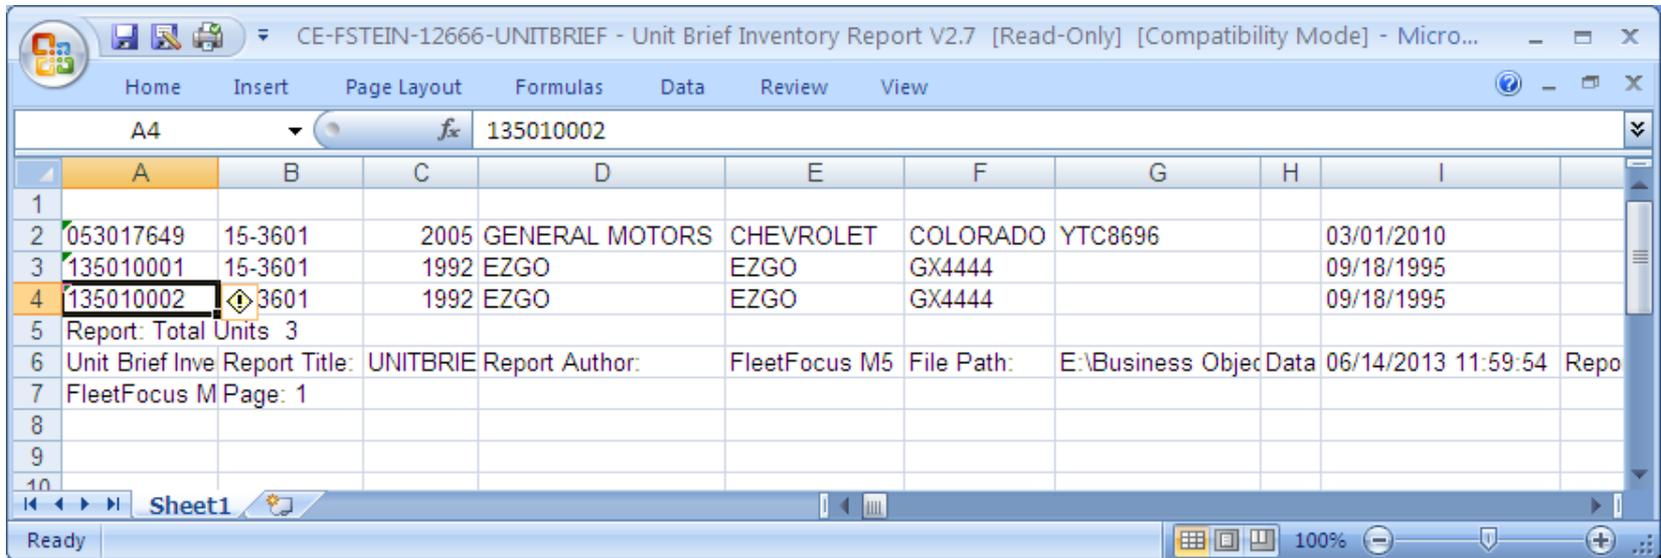 CE-FSTEIN-12666-UNITBRIEF - Unit Brief Inventory Report V2.7 [Read-Only] [Compatibility Mode] - Micro...
Home Insert Page Layout Formulas Data Review View
A4 fx 135010002
A B C D E F G H I
1
2 053017649 15-3601 2005 GENERAL MOTORS CHEVROLET COLORADO YTC8696 03/01/2010
3 135010001 15-3601 1992 EZGO EZGO GX4444 09/18/1995
4 135010002 3601 1992 EZGO EZGO GX4444 09/18/1995
5 Report: Total Units 3
6 Unit Brief Inve Report Title: UNITBRIE Report Author: FleetFocus M5 File Path: E:\Business Objec Data 06/14/2013 11:59:54 Repo
7 FleetFocus M Page: 1
8
9
10
Sheet1
Ready 100%